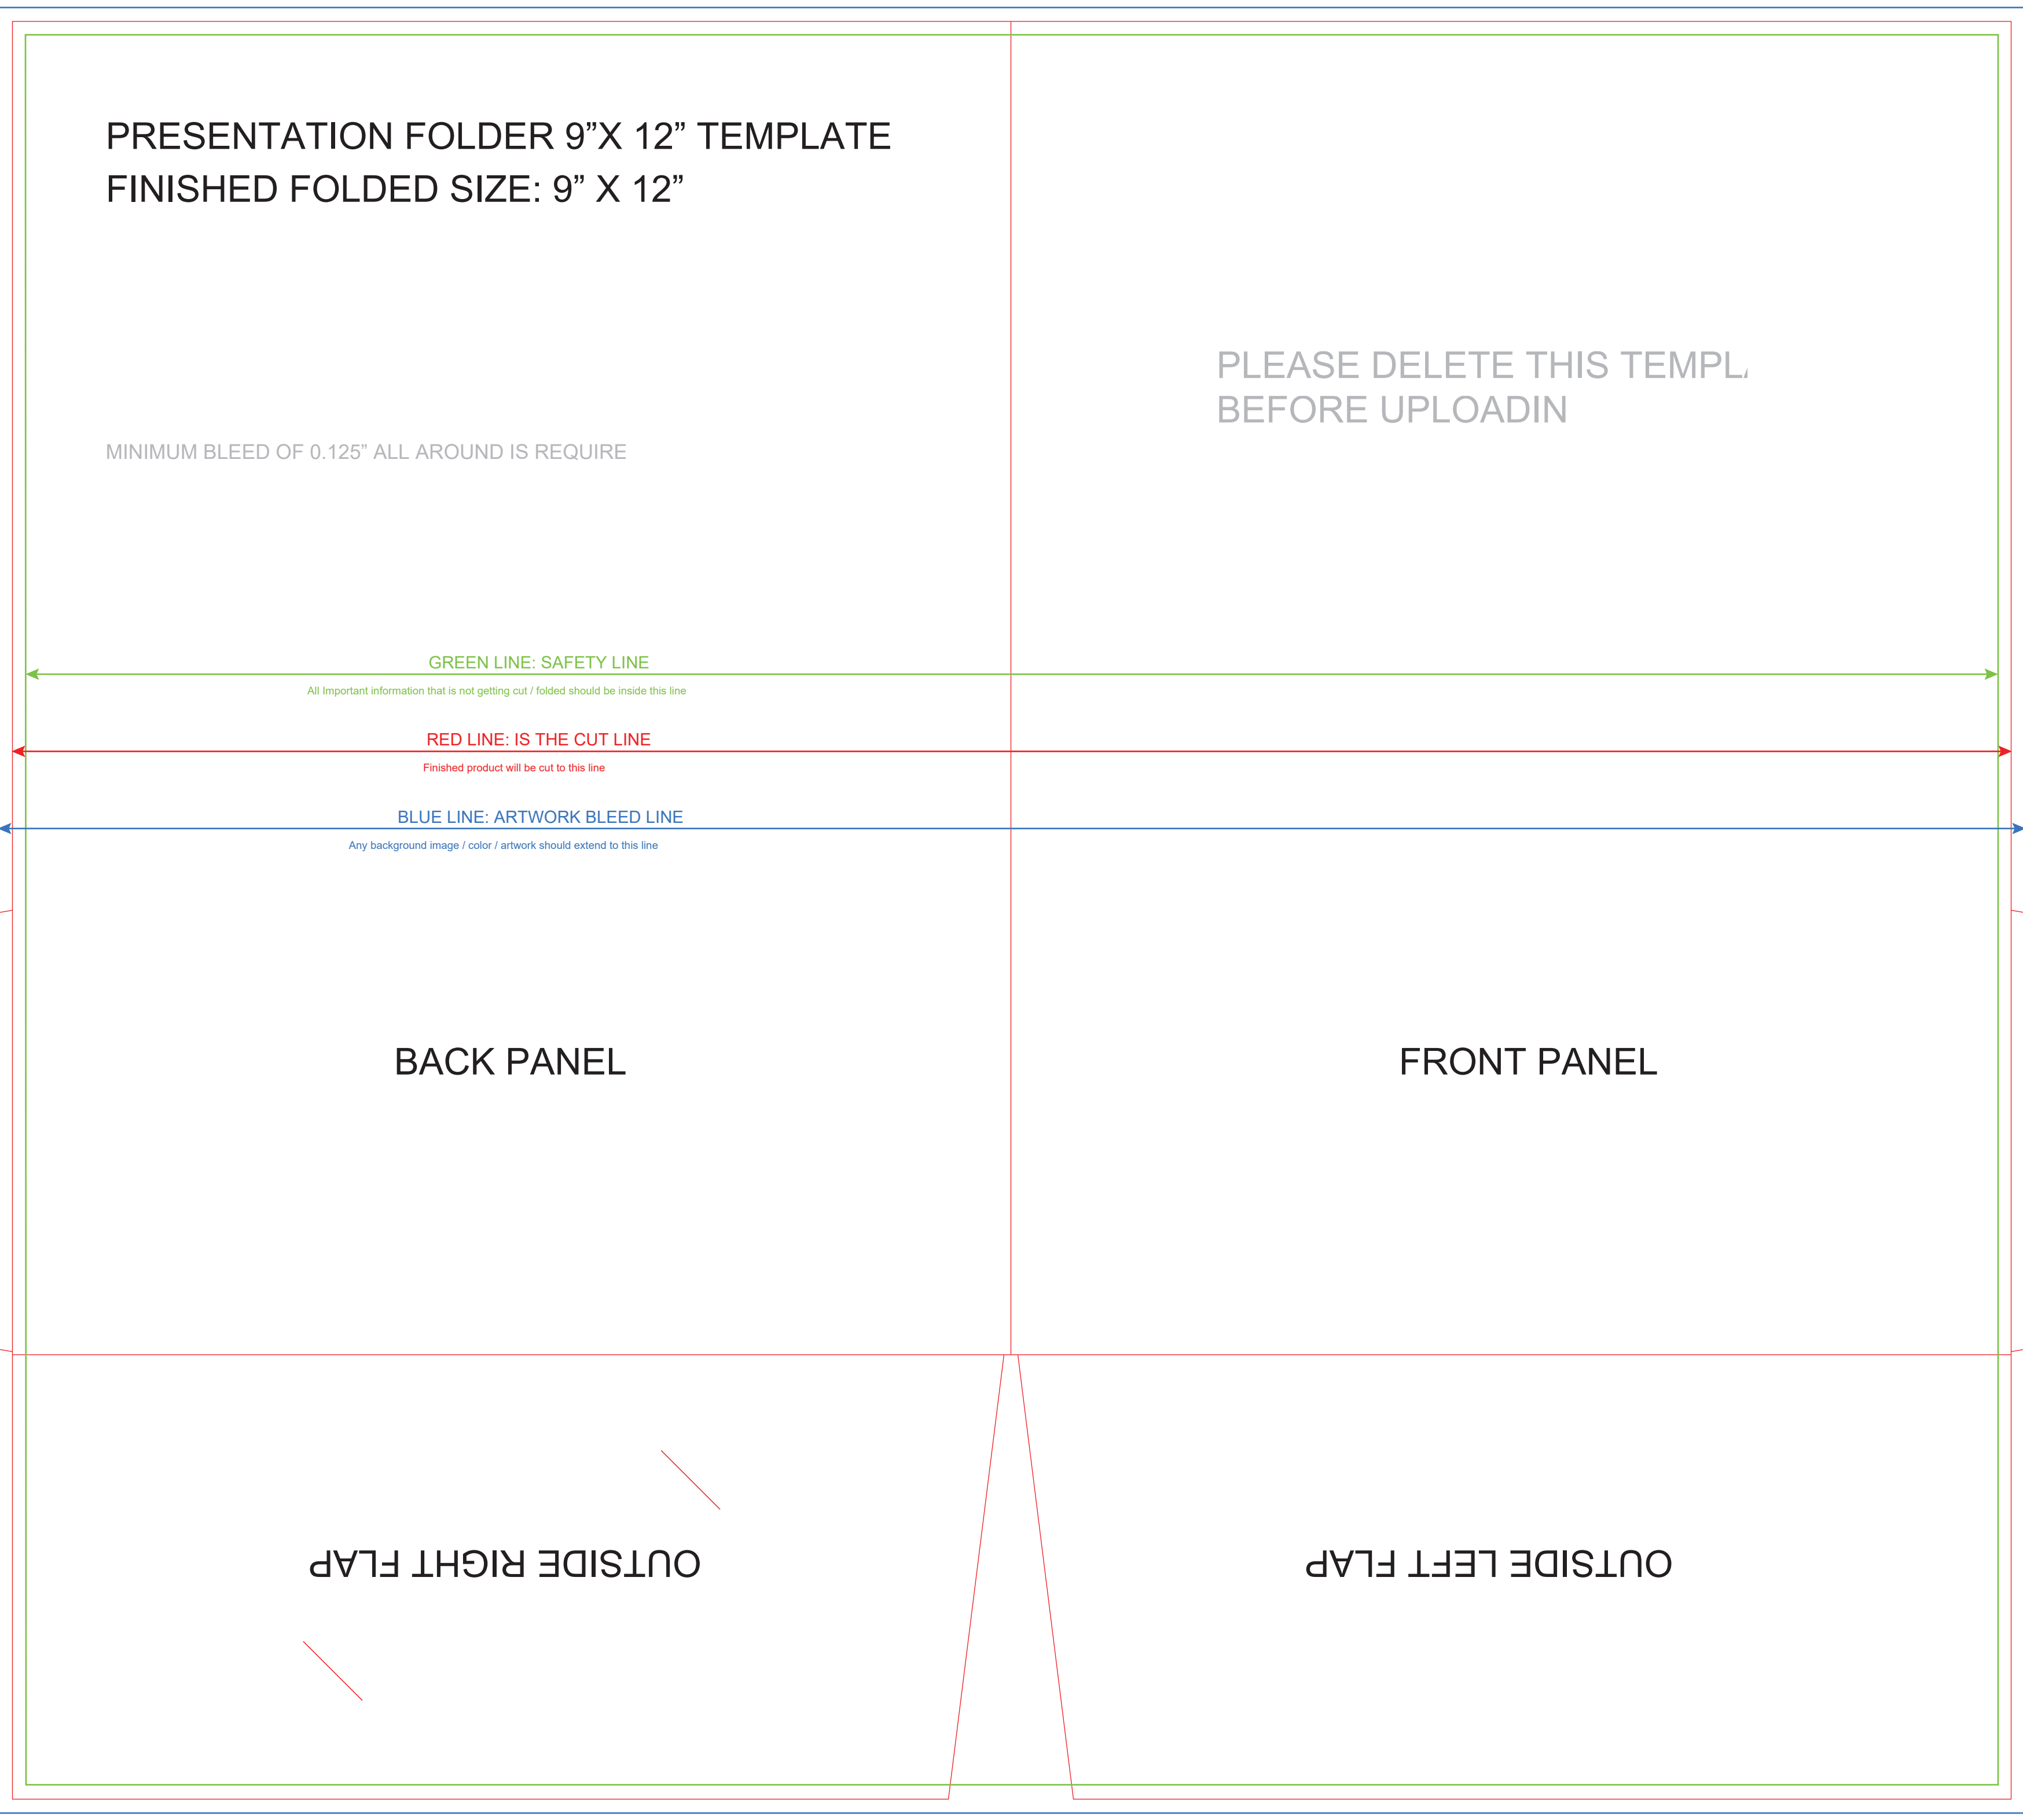 PRESENTATION FOLDER 9”X 12” TEMPLATE
FINISHED FOLDED SIZE: 9” X 12”
PLEASE DELETE THIS TEMPL
BEFORE UPLOADIN
MINIMUM BLEED OF 0.125” ALL AROUND IS REQUIRE
GREEN LINE: SAFETY LINE
All Important information that is not getting cut / folded should be inside this line
RED LINE: IS THE CUT LINE
Finished product will be cut to this line
BLUE LINE: ARTWORK BLEED LINE
Any background image / color / artwork should extend to this line
BACK PANEL
FRONT PANEL
OUTSIDE RIGHT FLAP
OUTSIDE LEFT FLAP